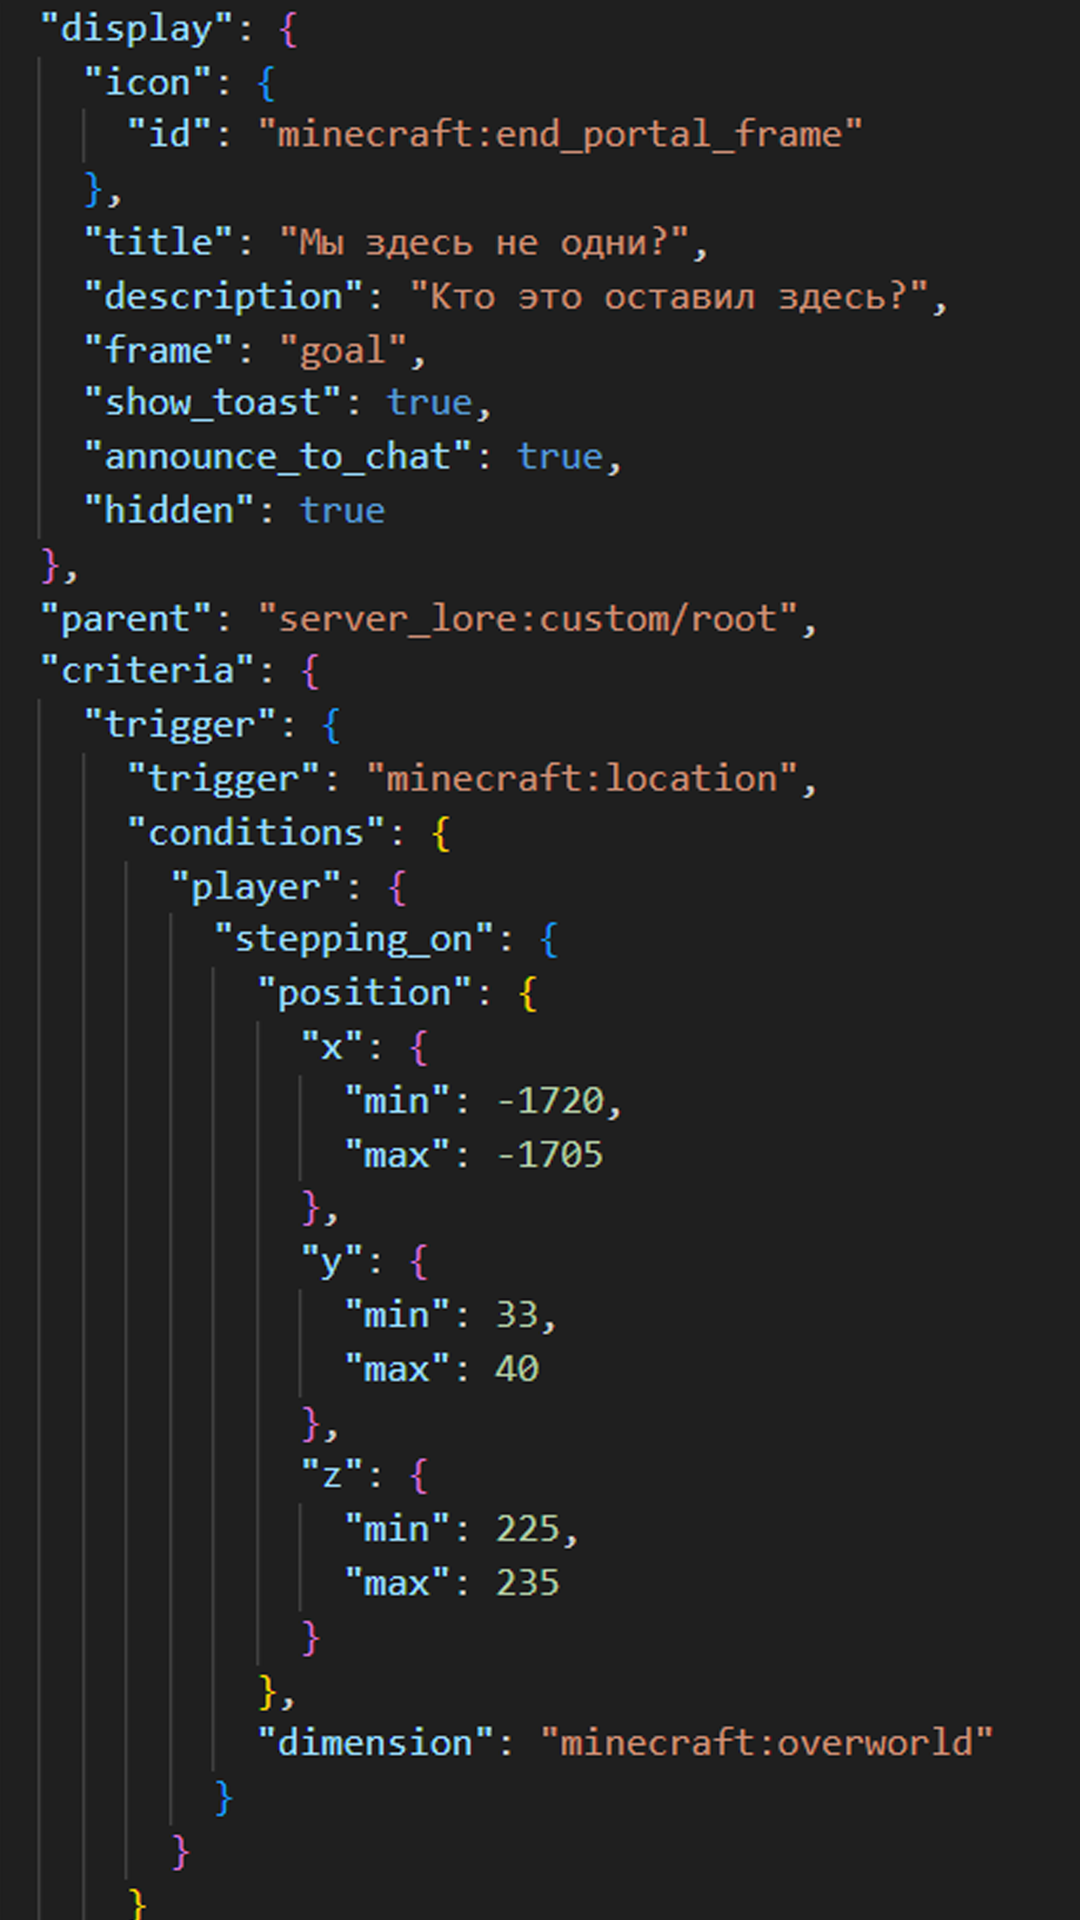 "display": {
"icon": {
"id": "minecraft:end_portal_frame"
},
"title": "Мы здесь не одни?",
"description": "Кто это оставил здесь?",
"frame": "goal",
"show_toast": true,
"announce_to_chat": true,
"hidden": true
},
"parent": "server_lore:custom/root",
"criteria": {
"trigger": {
"trigger": "minecraft:location",
"conditions": {
"player": {
"stepping_on": {
"position": {
"x": {
"min": -1720,
"max": -1705
},
"y": {
"min": 33,
"max": 40
},
"z": {
"min": 225,
"max": 235
}
},
"dimension": "minecraft:overworld"
}
}
}